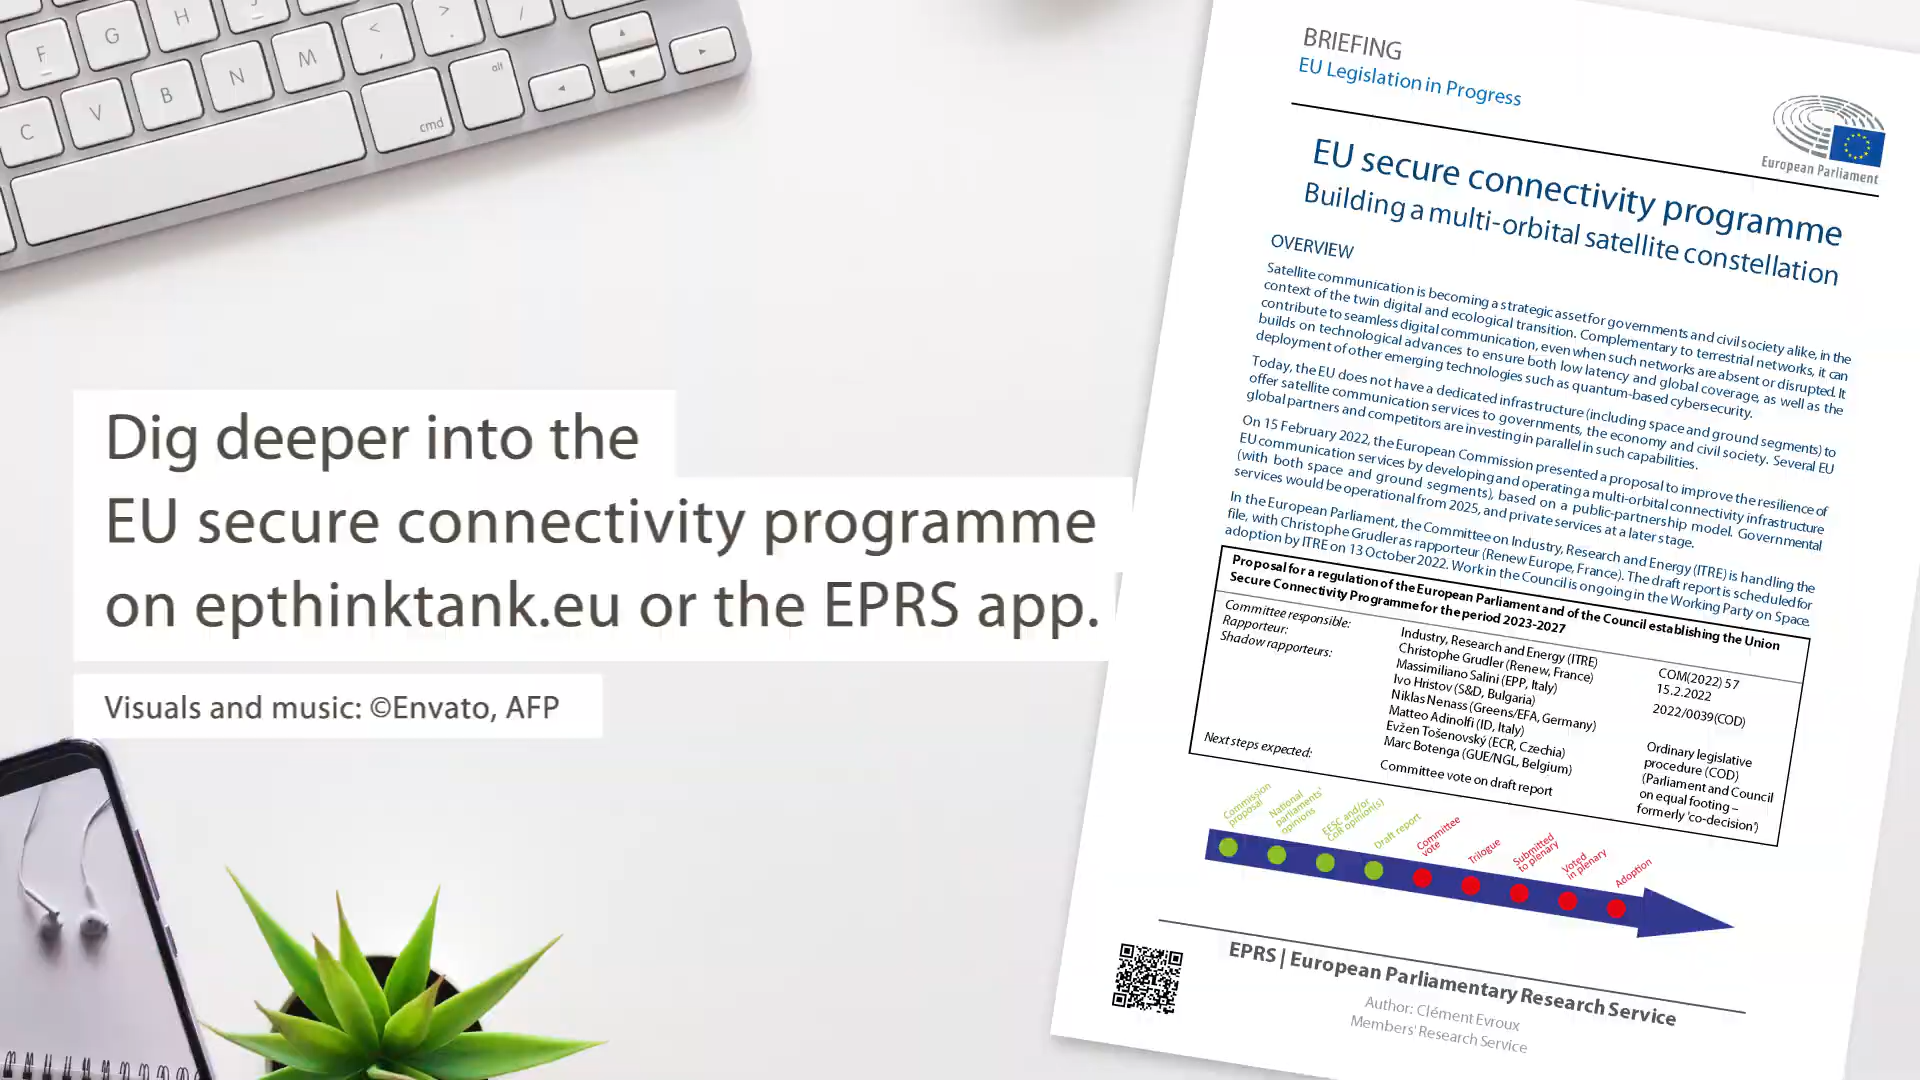 F
G
H
J
C
V
B
N
M
<
,
>
.
/
cmd
alt
Dig deeper into the
EU secure connectivity programme
on epthinktank.eu or the EPRS app.
Visuals and music: ©Envato, AFP
BRIEFING
EU Legislation in Progress
European Parliament
EU secure connectivity programme
Building a multi-orbital satellite constellation
OVERVIEW
Satellite communication is becoming a strategic asset for governments and civil society alike, in the
context of the twin digital and ecological transition. Complementary to terrestrial networks, it can
contribute to seamless digital communication, even when such networks are absent or disrupted. It
builds on technological advances to ensure both low latency and global coverage, as well as the
deployment of other emerging technologies such as quantum-based cybersecurity.
Today, the EU does not have a dedicated infrastructure (including space and ground segments) to
offer satellite communication services to governments, the economy and civil society. Several EU
global partners and competitors are investing in parallel in such capabilities.
On 15 February 2022, the European Commission presented a proposal to improve the resilience of
EU communication services by developing and operating a multi-orbital connectivity infrastructure
(with both space and ground segments), based on a public-partnership model. Governmental
services would be operational from 2025, and private services at a later stage.
In the European Parliament, the Committee on Industry, Research and Energy (ITRE) is handling the
file, with Christophe Grudler as rapporteur (Renew Europe, France). The draft report is scheduled for
adoption by ITRE on 13 October 2022. Work in the Council is ongoing in the Working Party on Space.
Proposal for a regulation of the European Parliament and of the Council establishing the Union
Secure Connectivity Programme for the period 2023-2027
Committee responsible:
Rapporteur:
Shadow rapporteurs:
Industry, Research and Energy (ITRE)
Christophe Grudler (Renew, France)
Massimiliano Salini (EPP, Italy)
Ivo Hristov (S&D, Bulgaria)
Niklas Nenass (Greens/EFA, Germany)
Matteo Adinolfi (ID, Italy)
Evžen Tošenovský (ECR, Czechia)
Marc Botenga (GUE/NGL, Belgium)
COM(2022) 57
15.2.2022
2022/0039(COD)
Ordinary legislative
procedure (COD)
(Parliament and Council
on equal footing –
formerly 'co-decision')
Next steps expected:
Committee vote on draft report
Commission
proposal
National
parliaments'
opinions
EESC and/or
CoR opinion(s)
Draft report
Committee
vote
Trilogue
Submitted
to plenary
Voted
in plenary
Adoption
EPRS | European Parliamentary Research Service
Author: Clément Evroux
Members' Research Service